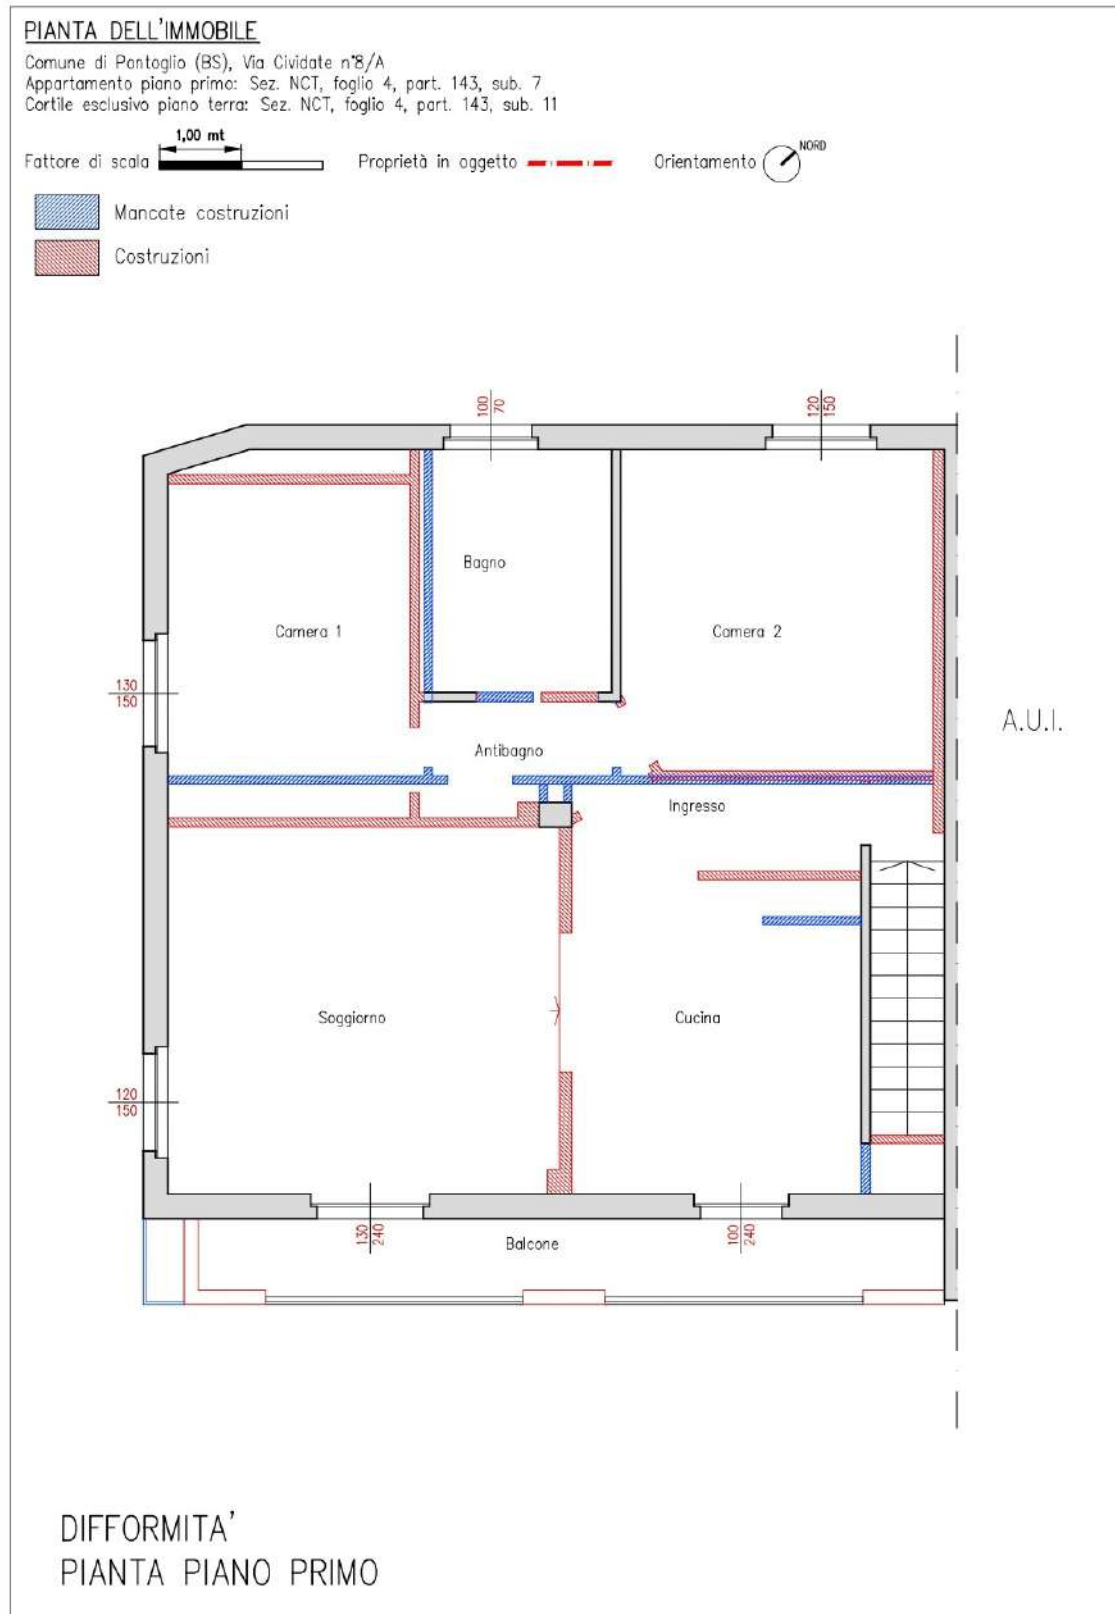 PIANTA DELL'IMMOBILE
Comune di Pontoglio (BS), Via Cividate n°8/A
Appartamento piano primo: Sez. NCT, foglio 4, part. 143, sub. 7
Cortile esclusivo piano terra: Sez. NCT, foglio 4, part. 143, sub. 11
1,00 mt
Fattore di scala Proprietà in oggetto Orientamento NORD
Mancate costruzioni
Costruzioni
100
70
120
150
Bagno
Camera 1
Camera 2
130
150
A.U.I.
Antibagno
Ingresso
Soggiorno
Cucina
120
150
130
240
Balcone
100
240
DIFFORMITA'
PIANTA PIANO PRIMO